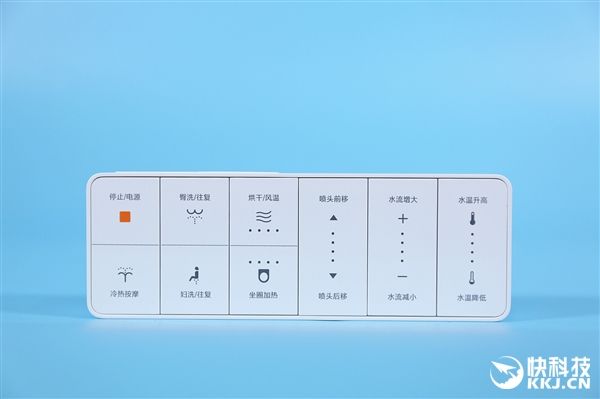 停止/电源
臀洗/往复
烘干/风温
喷头前移
水流增大
水温升高
冷热按摩
妇洗/往复
坐圈加热
喷头后移
水流减小
水温降低
快科技
KKJ.CN